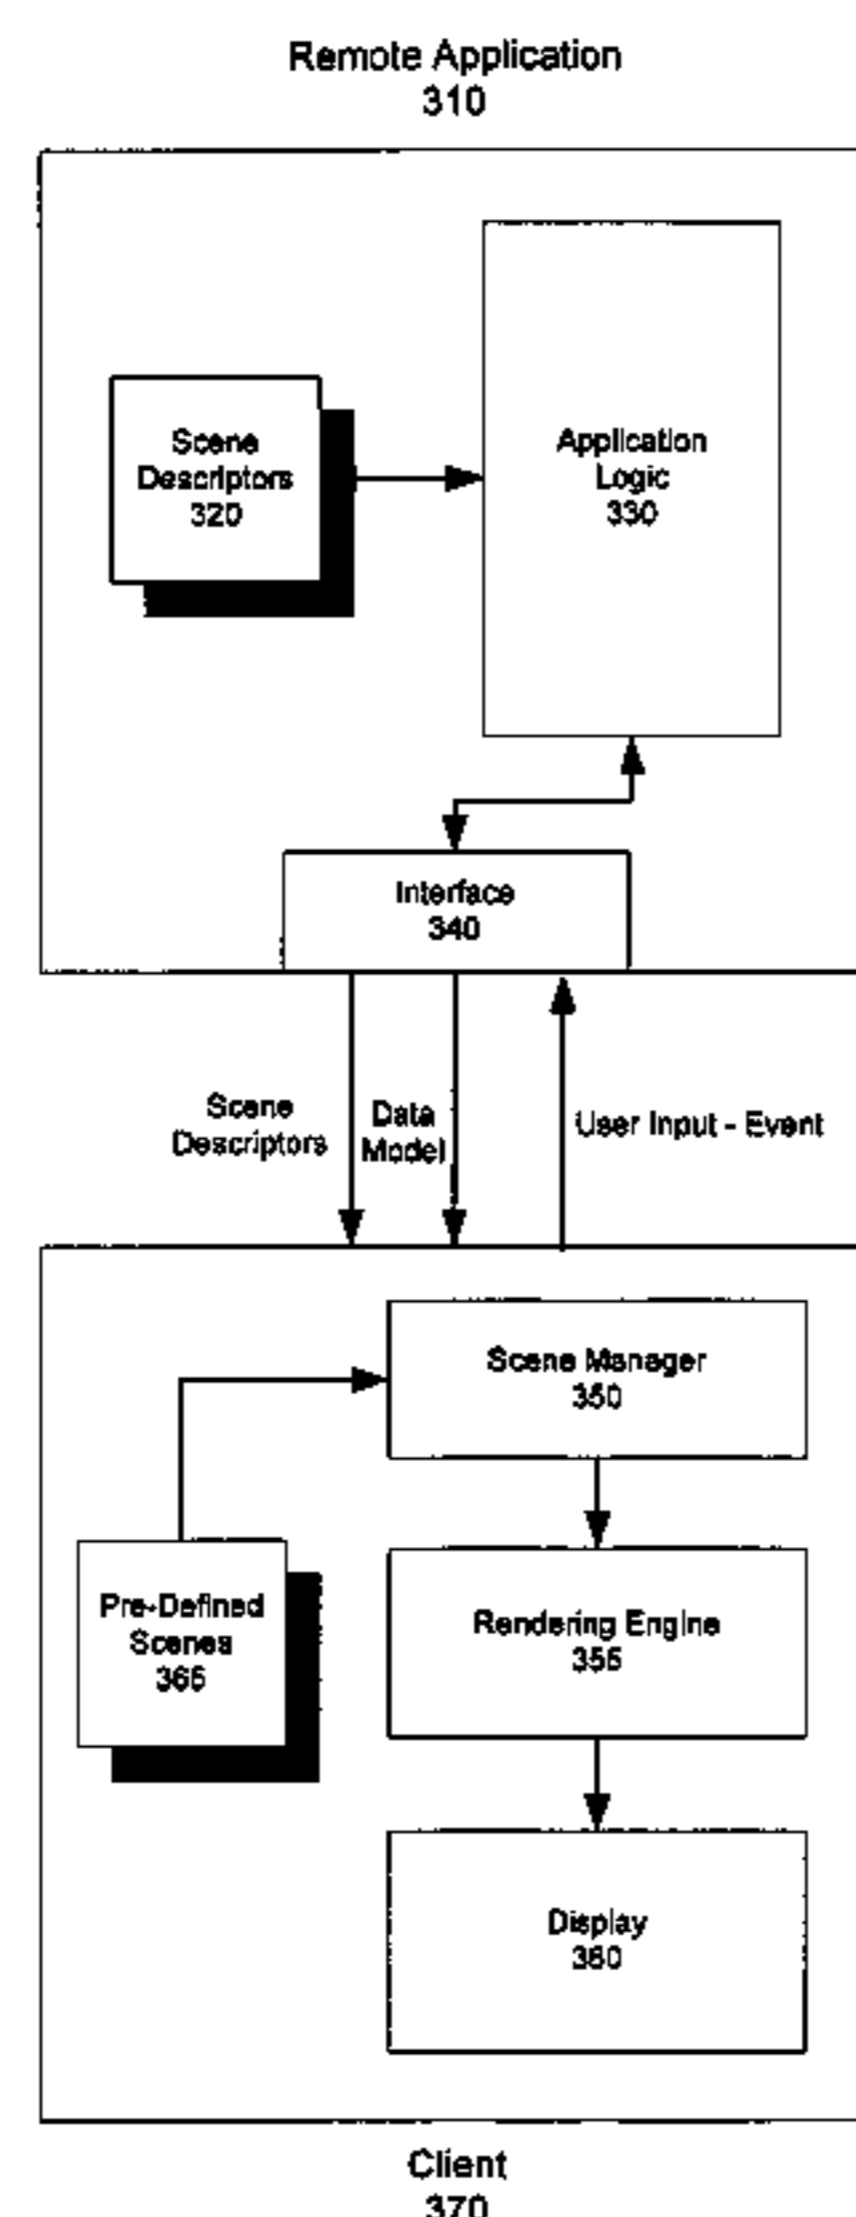 Remote Application
310
Scene
Descriptors
320
Application
Logic
330
Interface
340
Scene
Descriptors
Data
Model
User Input - Event
Scene Manager
350
Pre-Defined
Scenes
365
Rendering Engine
355
Display
360
Client
370